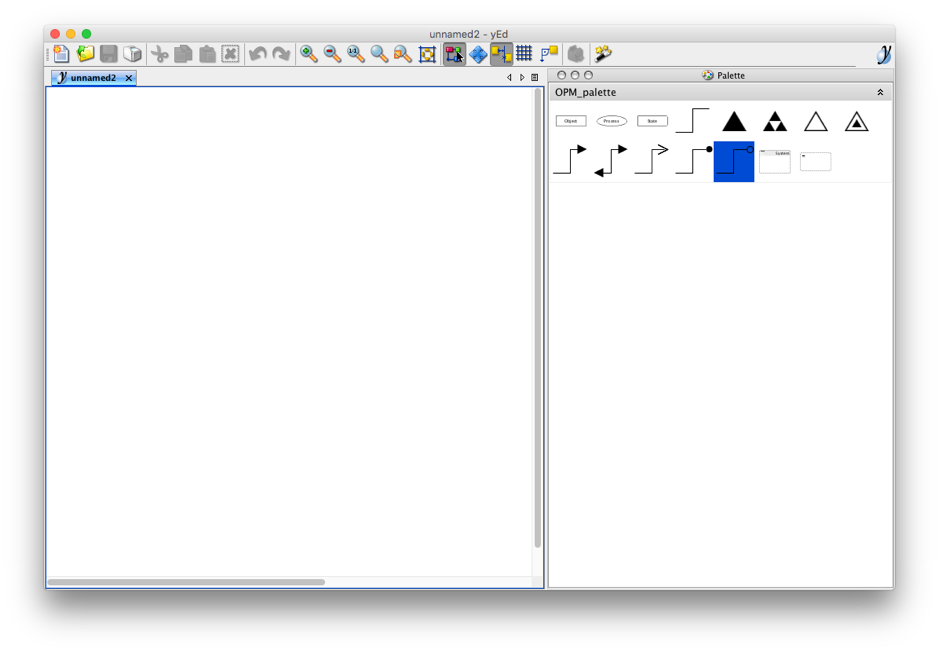 unnamed2 - yEd
unnamed2
Palette
OPM_palette
Object
Process
State
System